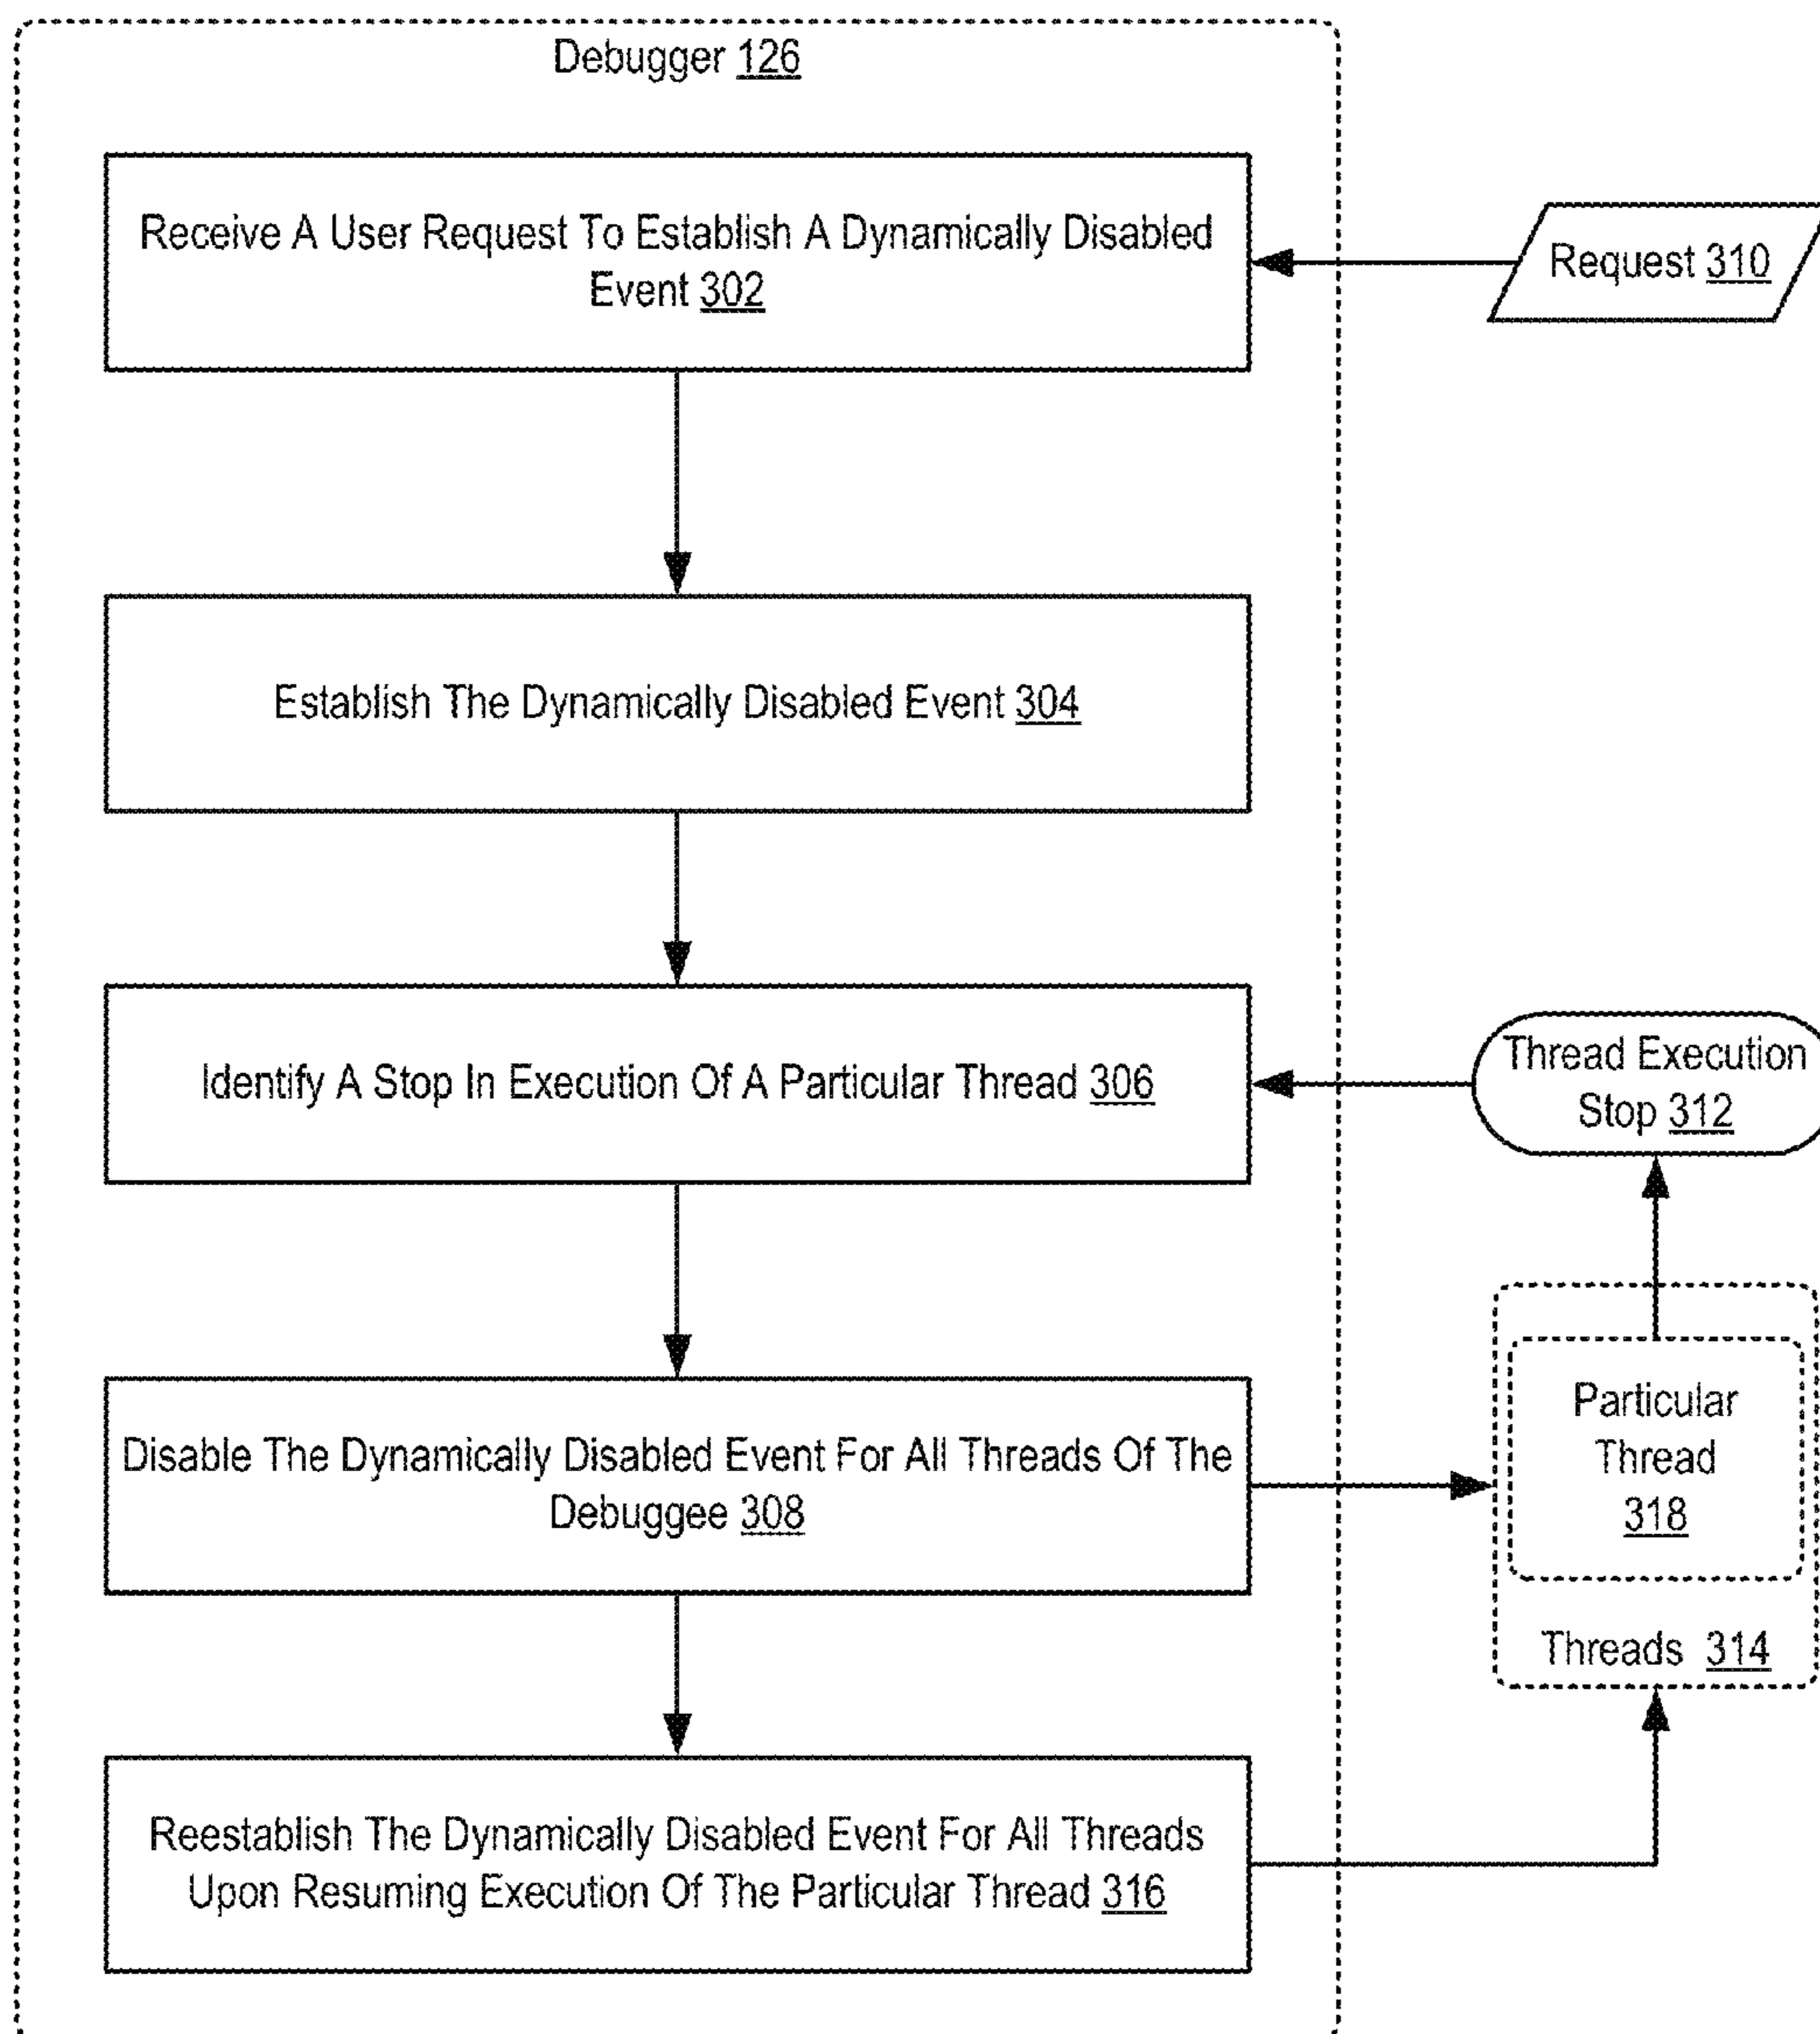 Debugger 126
Receive A User Request To Establish A Dynamically Disabled
Event 302
Request 310
Establish The Dynamically Disabled Event 304
Identify A Stop In Execution Of A Particular Thread 306
Thread Execution
Stop 312
Disable The Dynamically Disabled Event For All Threads Of The
Debuggee 308
Particular
Thread
318
Threads 314
Reestablish The Dynamically Disabled Event For All Threads
Upon Resuming Execution Of The Particular Thread 316